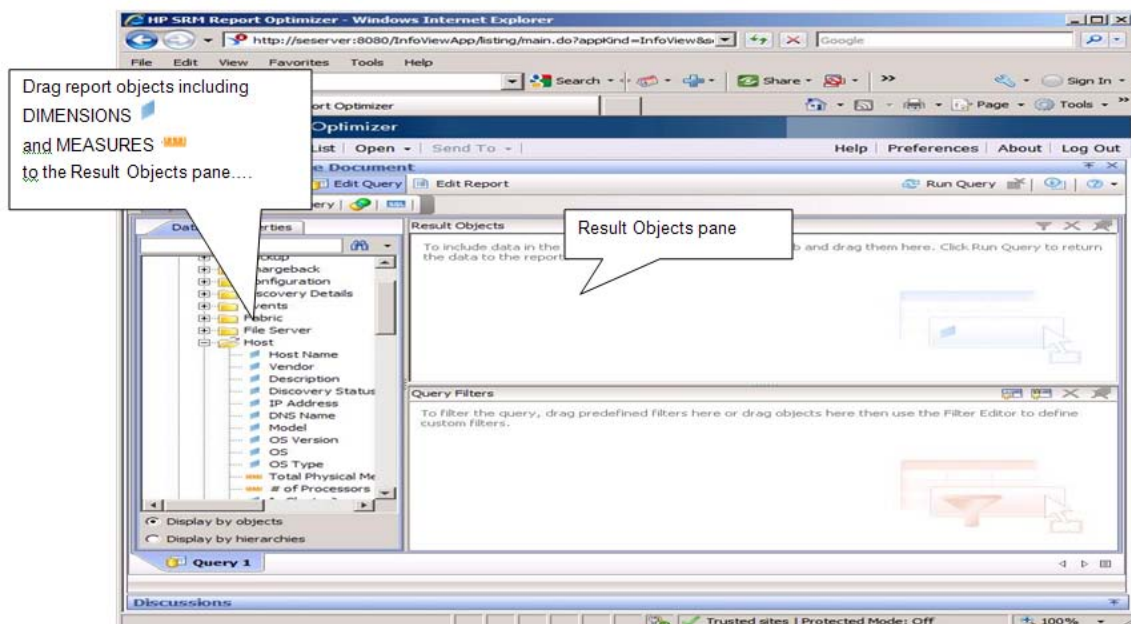 HP SRM Report Optimizer - Windows Internet Explorer
http://seserver:8080/InfoViewApp/listing/main.do?appKind=InfoView&s
Google
File Edit View Favorites Tools Help
Search Share >> Sign In
ort Optimizer Page Tools >>
Optimizer
List Open Send To Help Preferences About Log Out
e Document
Edit Query Edit Report Run Query
ery SQL
Drag report objects including
DIMENSIONS
and MEASURES
to the Result Objects pane....
Dat erties
Result Objects
Result Objects pane
To include data in the b and drag them here. Click Run Query to return
the data to the report
ckup
hargeback
onfiguration
scovery Details
vents
Fabric
File Server
Host
Host Name
Vendor
Description
Discovery Status
IP Address
DNS Name
Model
OS Version
OS
OS Type
Total Physical Me
# of Processors
Query Filters
To filter the query, drag predefined filters here or drag objects here then use the Filter Editor to define
custom filters.
Display by objects
Display by hierarchies
Query 1
Discussions
Trusted sites | Protected Mode: Off 100%